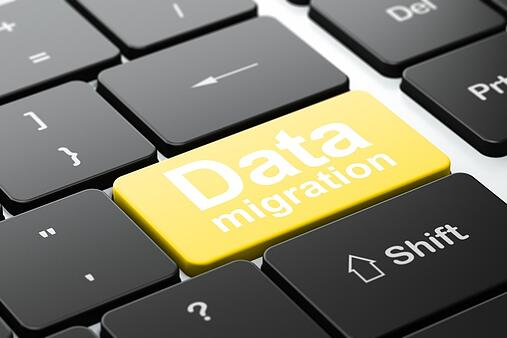 +
=
Del
←
Prt
]
}
Data
migration
"
'
⇧ Shift
?